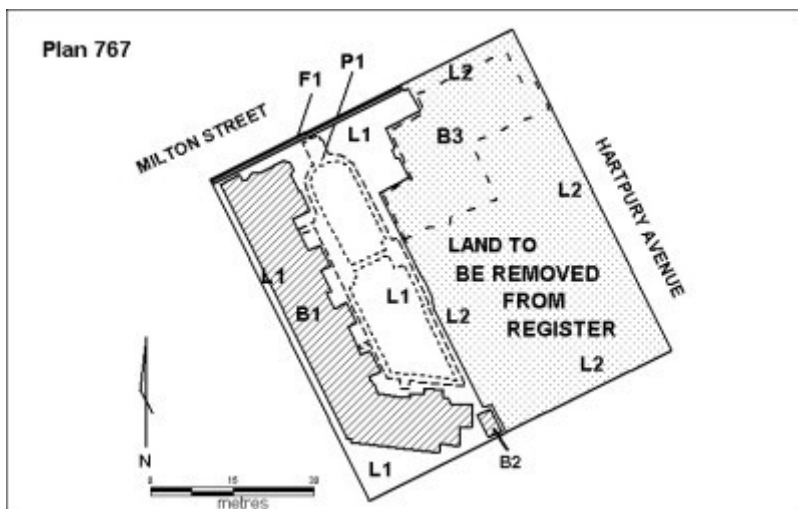 Plan 767
F1
P1
MILTON STREET
L1
L2
B3
HARTPURY AVENUE
L2
L1
B1
L1
LAND TO
BE REMOVED
FROM
REGISTER
L2
L2
L1
B2
N
0 15 30
metres